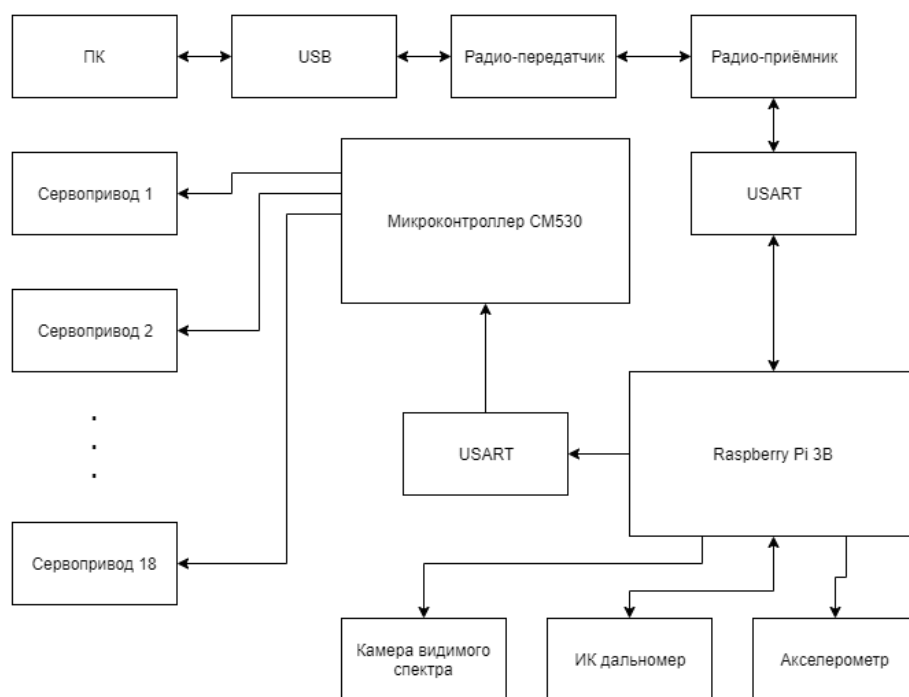 ПК
USB
Радио-передатчик
Радио-приёмник
Сервопривод 1
Микроконтроллер CM530
USART
Сервопривод 2
USART
Raspberry Pi 3B
Сервопривод 18
Камера видимого
спектра
ИК дальномер
Акселерометр